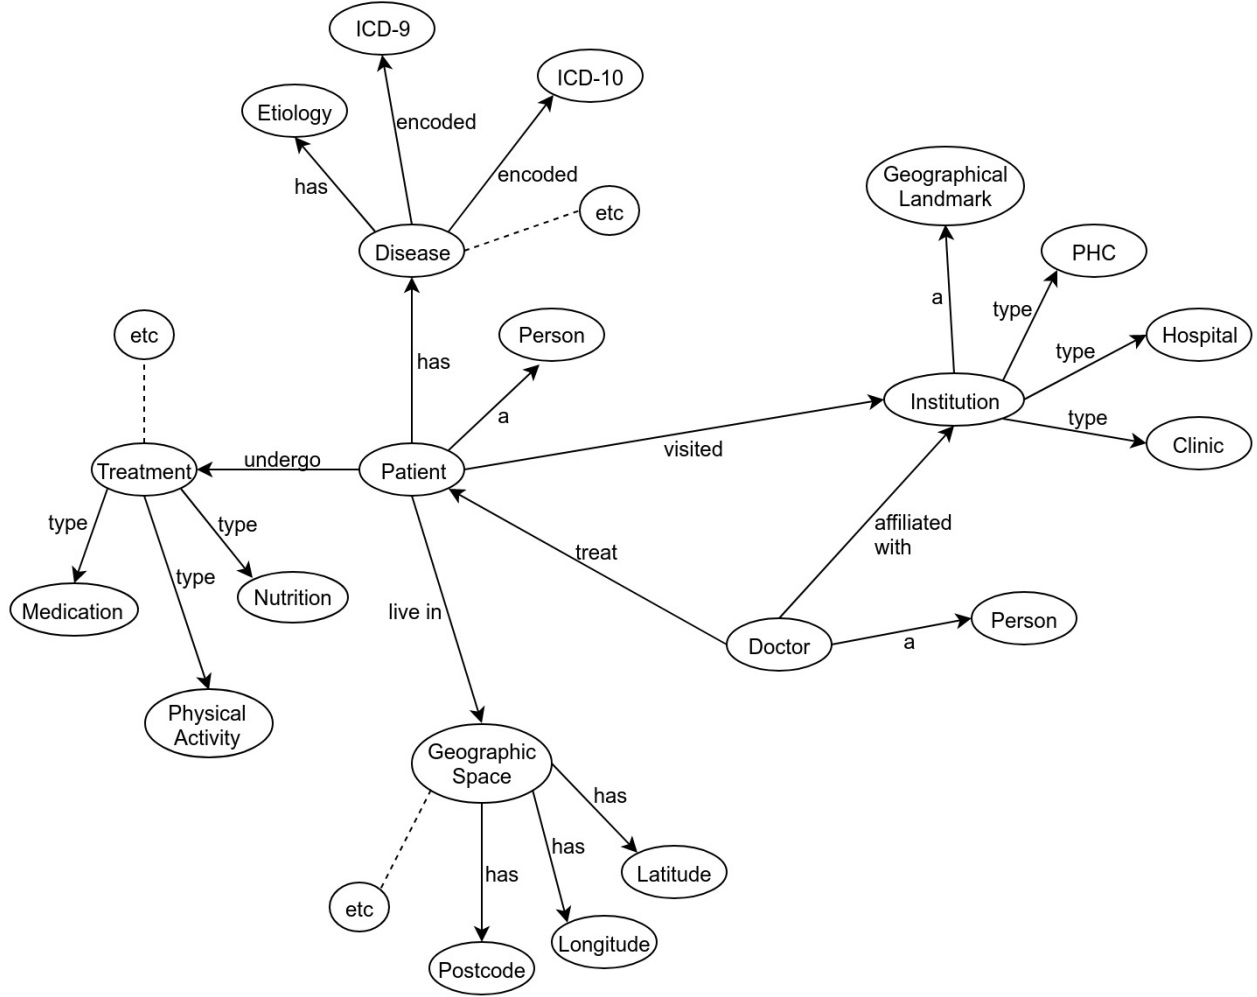 ICD-9
ICD-10
Etiology
encoded
encoded
has
etc
Disease
Geographical
Landmark
PHC
a
type
Hospital
type
etc
Person
has
a
Institution
type
Clinic
visited
undergo
Treatment
Patient
type
type
affiliated
with
treat
type
Medication
Nutrition
live in
Person
Doctor
a
Physical
Activity
Geographic
Space
has
has
has
Latitude
etc
Longitude
Postcode